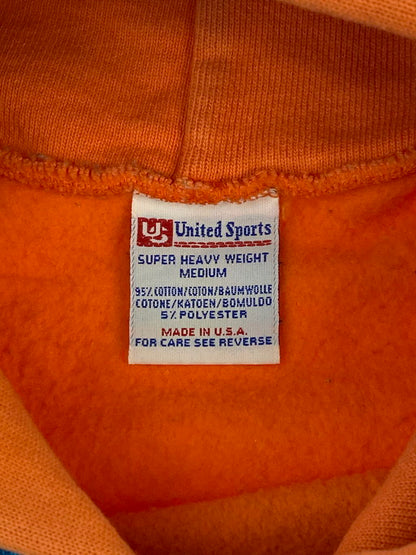 US United Sports
SUPER HEAVY WEIGHT
MEDIUM
95% COTTON/COTON/BAUMWOLLE
COTONE/KATOEN/BOMULDO
5% POLYESTER
MADE IN U.S.A.
FOR CARE SEE REVERSE